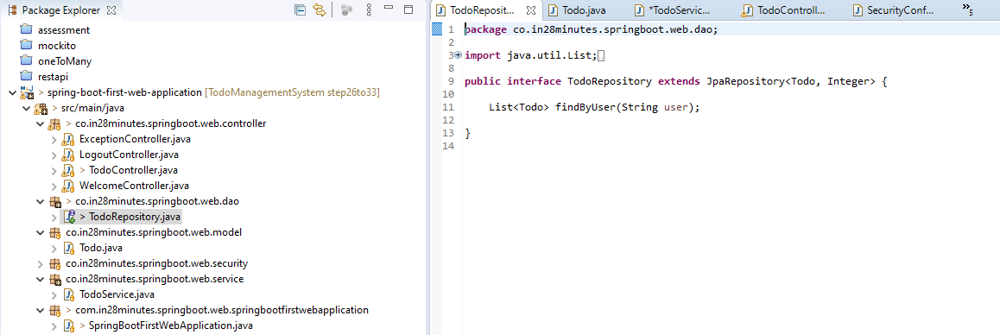 Package Explorer
assessment
mockito
oneToMany
restapi
> spring-boot-first-web-application [TodoManagementSystem step26to33]
> src/main/java
> co.in28minutes.springboot.web.controller
ExceptionController.java
LogoutController.java
> TodoController.java
WelcomeController.java
> co.in28minutes.springboot.web.dao
> TodoRepository.java
co.in28minutes.springboot.web.model
Todo.java
> co.in28minutes.springboot.web.security
> co.in28minutes.springboot.web.service
TodoService.java
> com.in28minutes.springboot.web.springbootfirstwebapplication
> SpringBootFirstWebApplication.java
TodoReposit... Todo.java *TodoServic... TodoControll... SecurityConf... »5
1 package co.in28minutes.springboot.web.dao;
2
3 import java.util.List;
8
9 public interface TodoRepository extends JpaRepository<Todo, Integer> {
10
11 List<Todo> findByUser(String user);
12
13 }
14